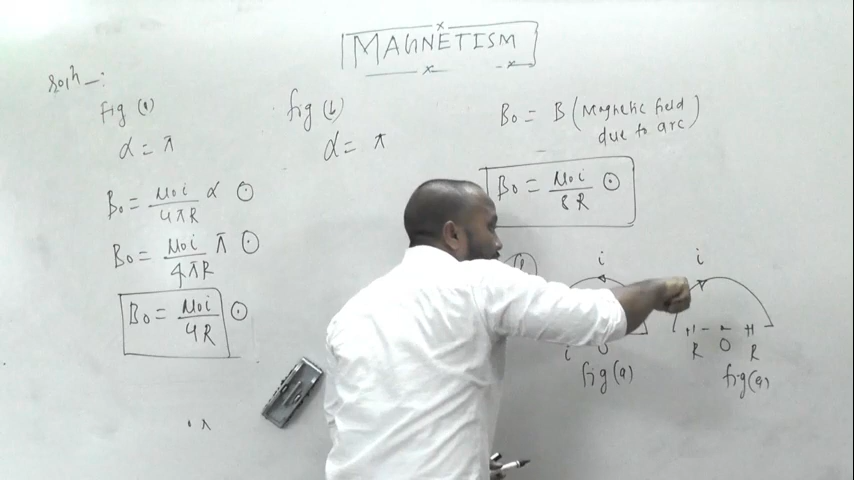 MAGNETISM
Solⁿ :
Fig (a)
α = π
B₀ = μ₀i/4πR α ⊙
B₀ = μ₀i/4πR π ⊙
B₀ = μ₀i/4R ⊙
fig (b)
α = π
B₀ = B (Magnetic field
due to arc)
B₀ = μ₀i/8R ⊙
i
i
O
fig (a)
i
R O R
fig (a)